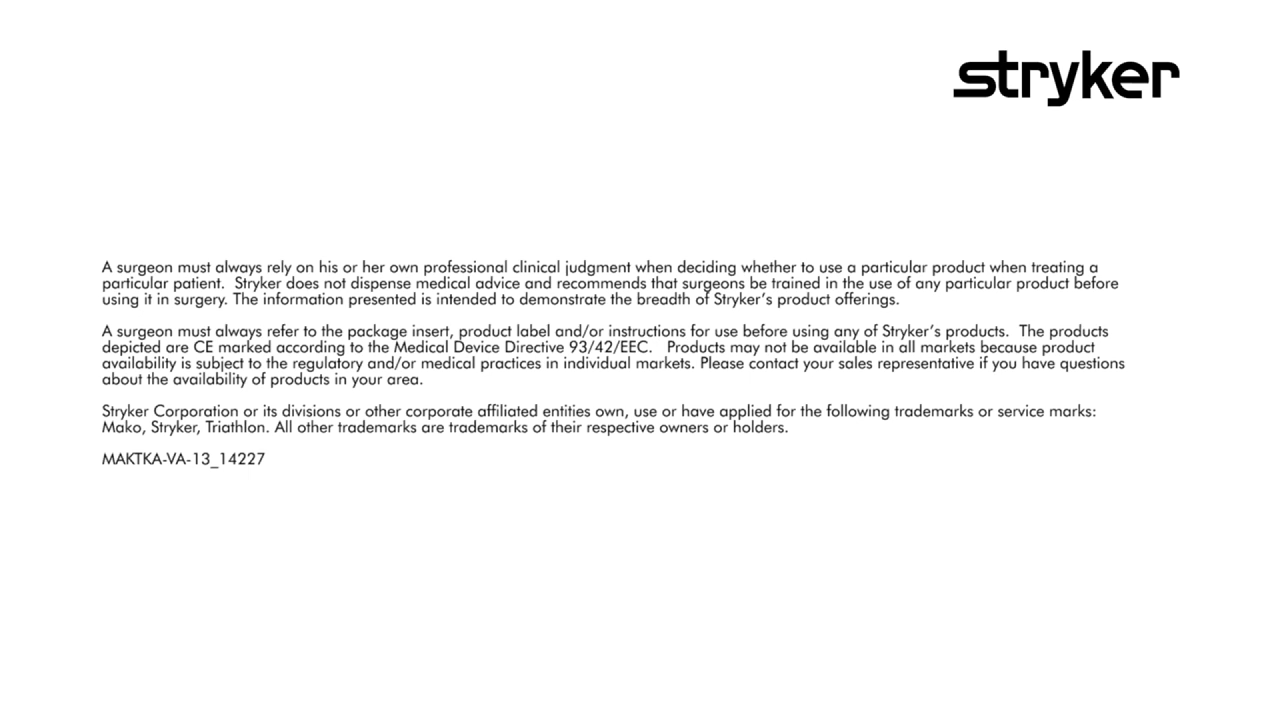 stryker
A surgeon must always rely on his or her own professional clinical judgment when deciding whether to use a particular product when treating a
particular patient.  Stryker does not dispense medical advice and recommends that surgeons be trained in the use of any particular product before
using it in surgery. The information presented is intended to demonstrate the breadth of Stryker's product offerings.
A surgeon must always refer to the package insert, product label and/or instructions for use before using any of Stryker's products.  The products
depicted are CE marked according to the Medical Device Directive 93/42/EEC.   Products may not be available in all markets because product
availability is subject to the regulatory and/or medical practices in individual markets. Please contact your sales representative if you have questions
about the availability of products in your area.
Stryker Corporation or its divisions or other corporate affiliated entities own, use or have applied for the following trademarks or service marks:
Mako, Stryker, Triathlon. All other trademarks are trademarks of their respective owners or holders.
MAKTKA-VA-13_14227